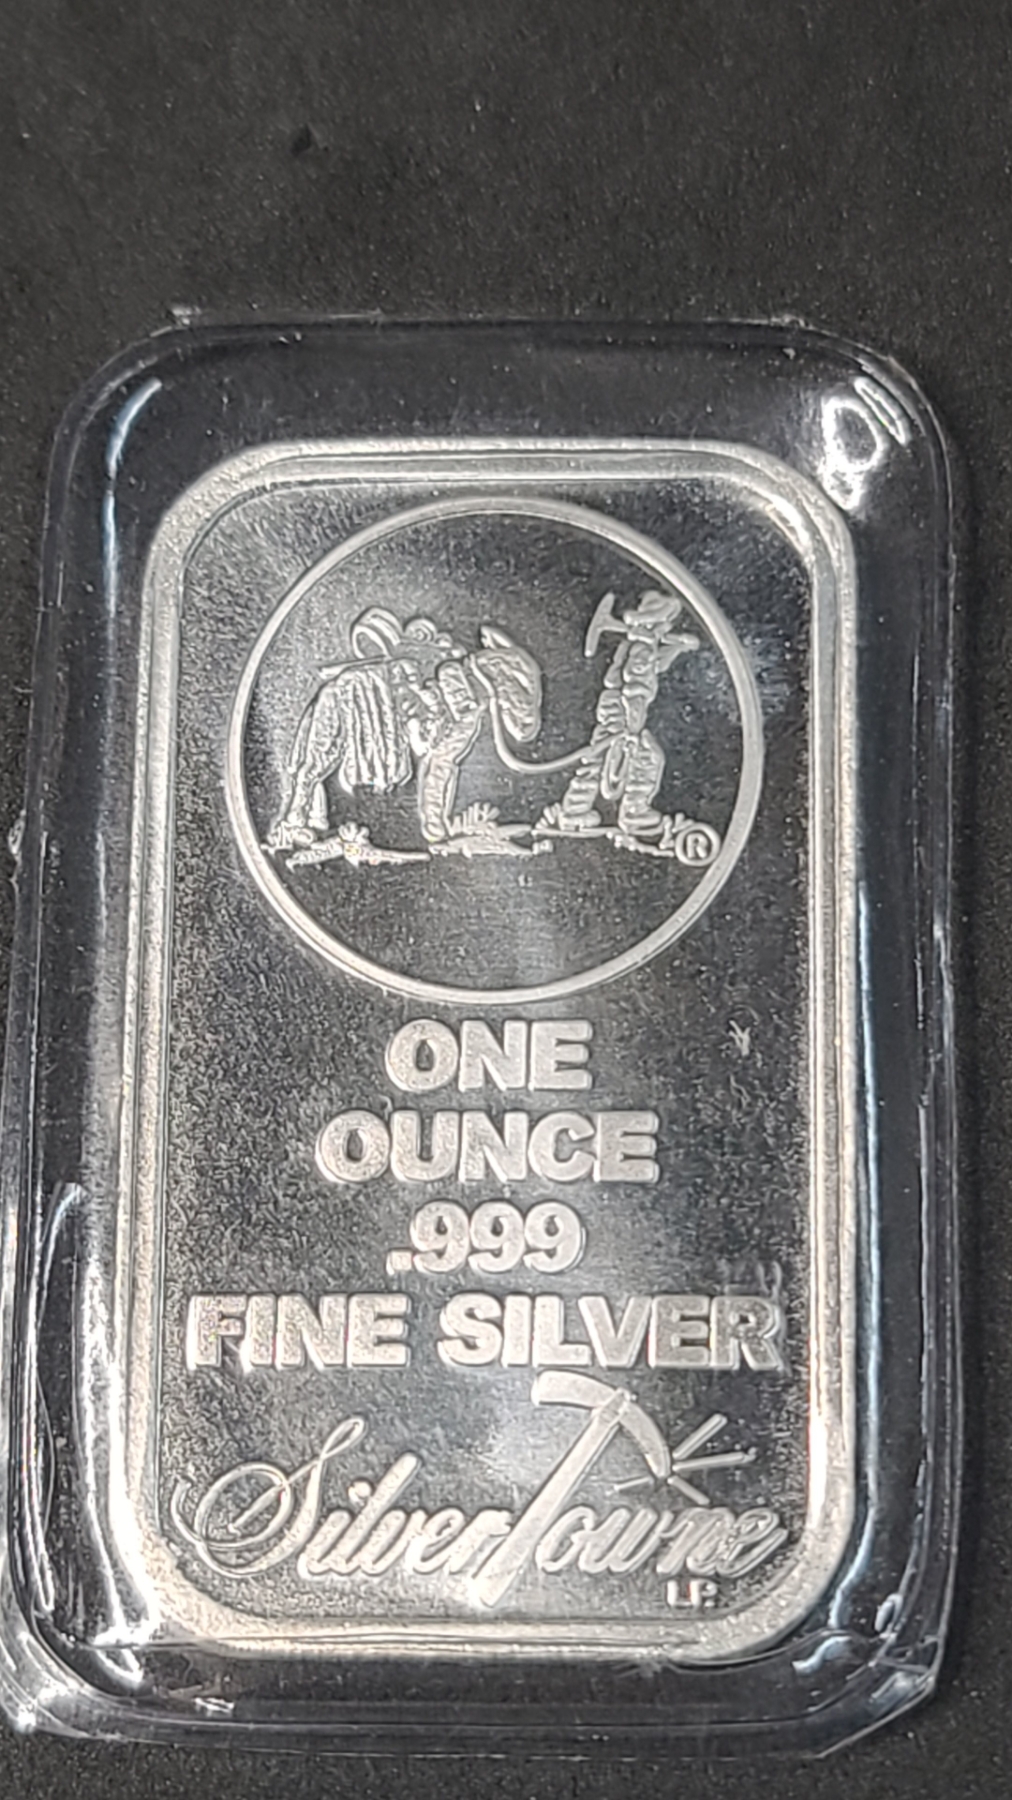 ®
ONE
OUNCE
.999
FINE SILVER
SilverTowne
LP.